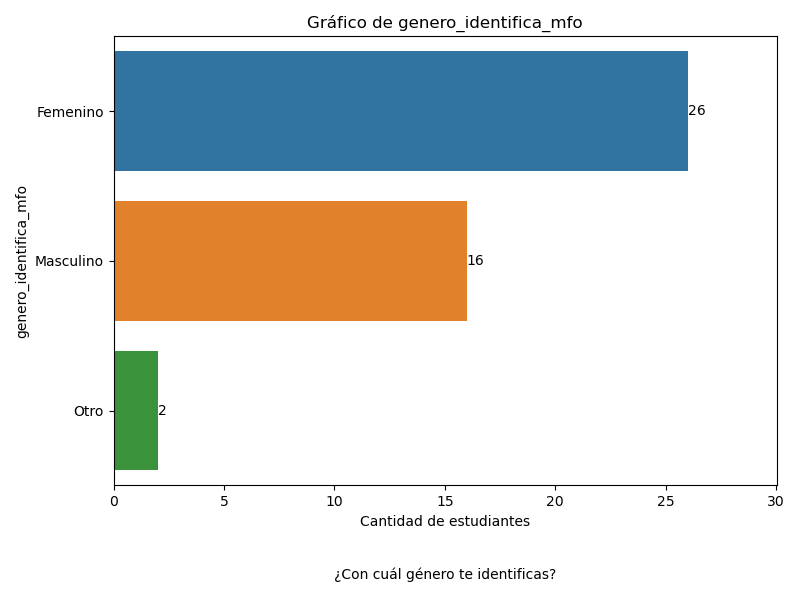 Gráfico de genero_identifica_mfo
genero_identifica_mfo
Femenino
26
Masculino
16
Otro
2
0 5 10 15 20 25 30
Cantidad de estudiantes
¿Con cuál género te identificas?